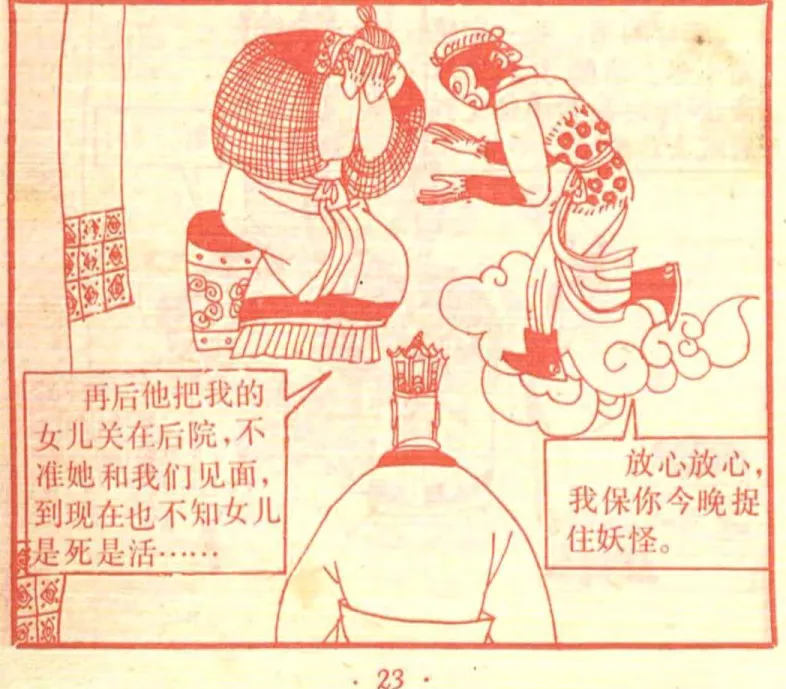 再后他把我的
女儿关在后院，不
准她和我们见面，
到现在也不知女儿
是死是活……
放心放心，
我保你今晚捉
住妖怪。
· 23 ·